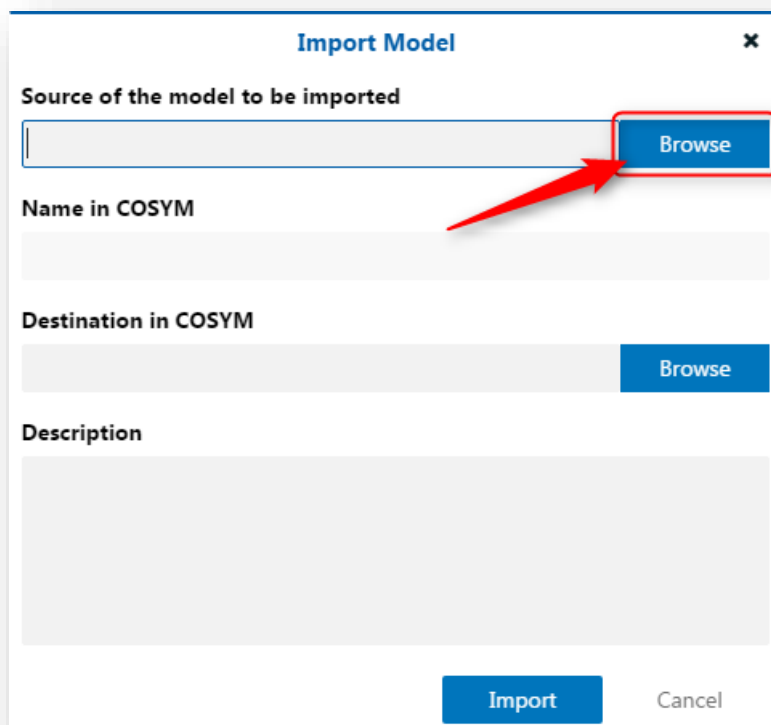 Import Model
Source of the model to be imported
Browse
Name in COSYM
Destination in COSYM
Browse
Description
Import Cancel